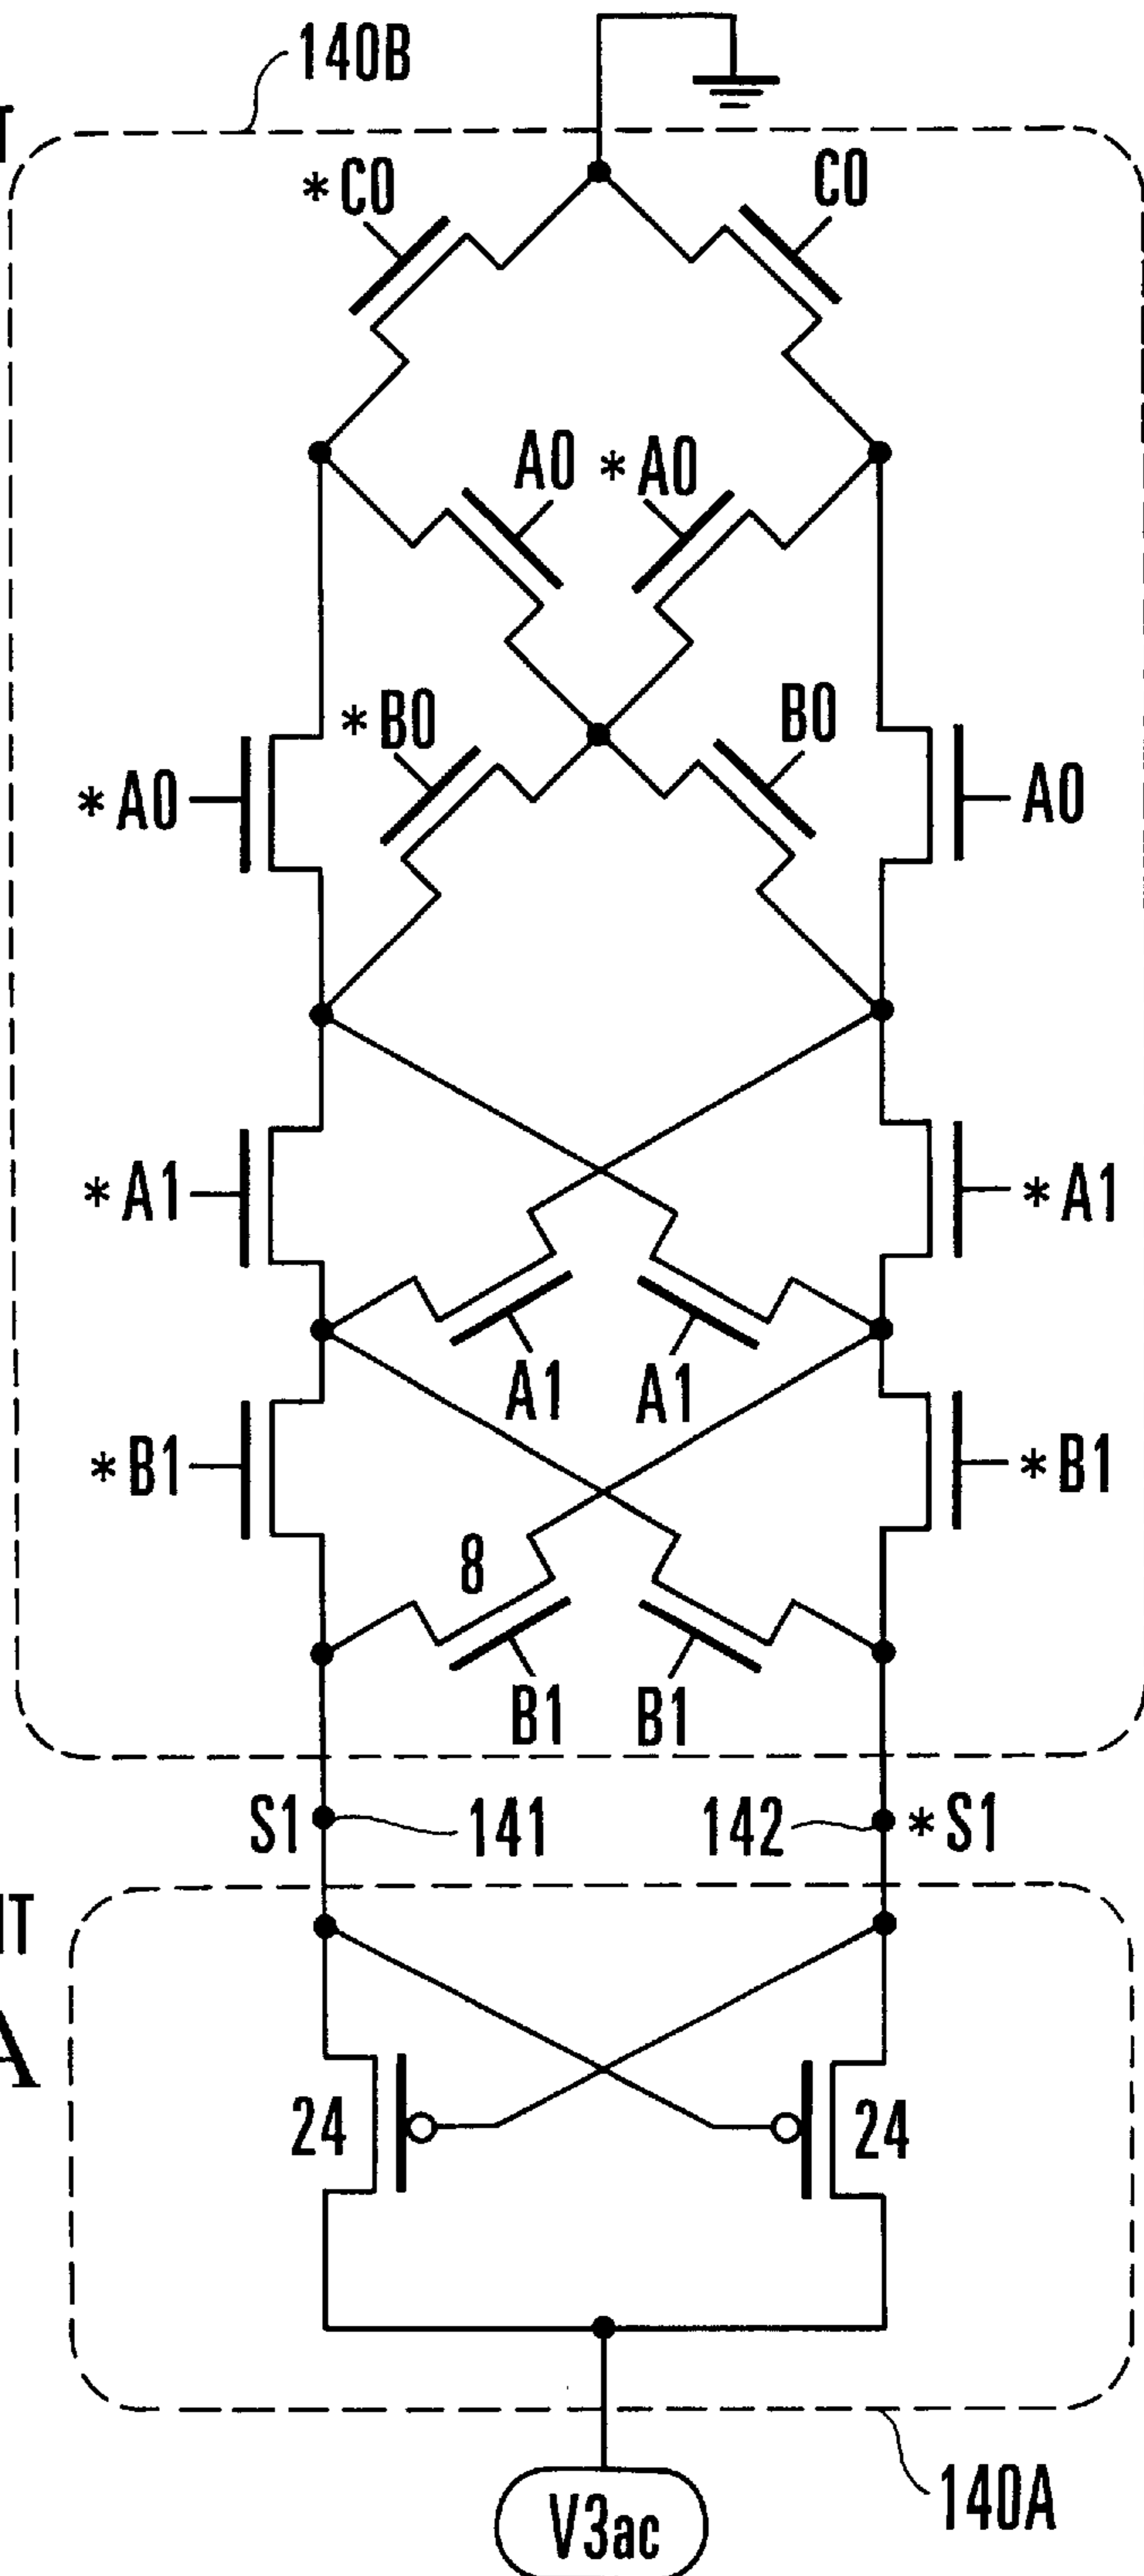 140B
*C0 C0
A0 *A0
*B0 B0
*A0 A0
*A1 *A1
A1 A1
*B1 *B1
8
B1 B1
S1 141 142 *S1
24 24
140A
V3ac